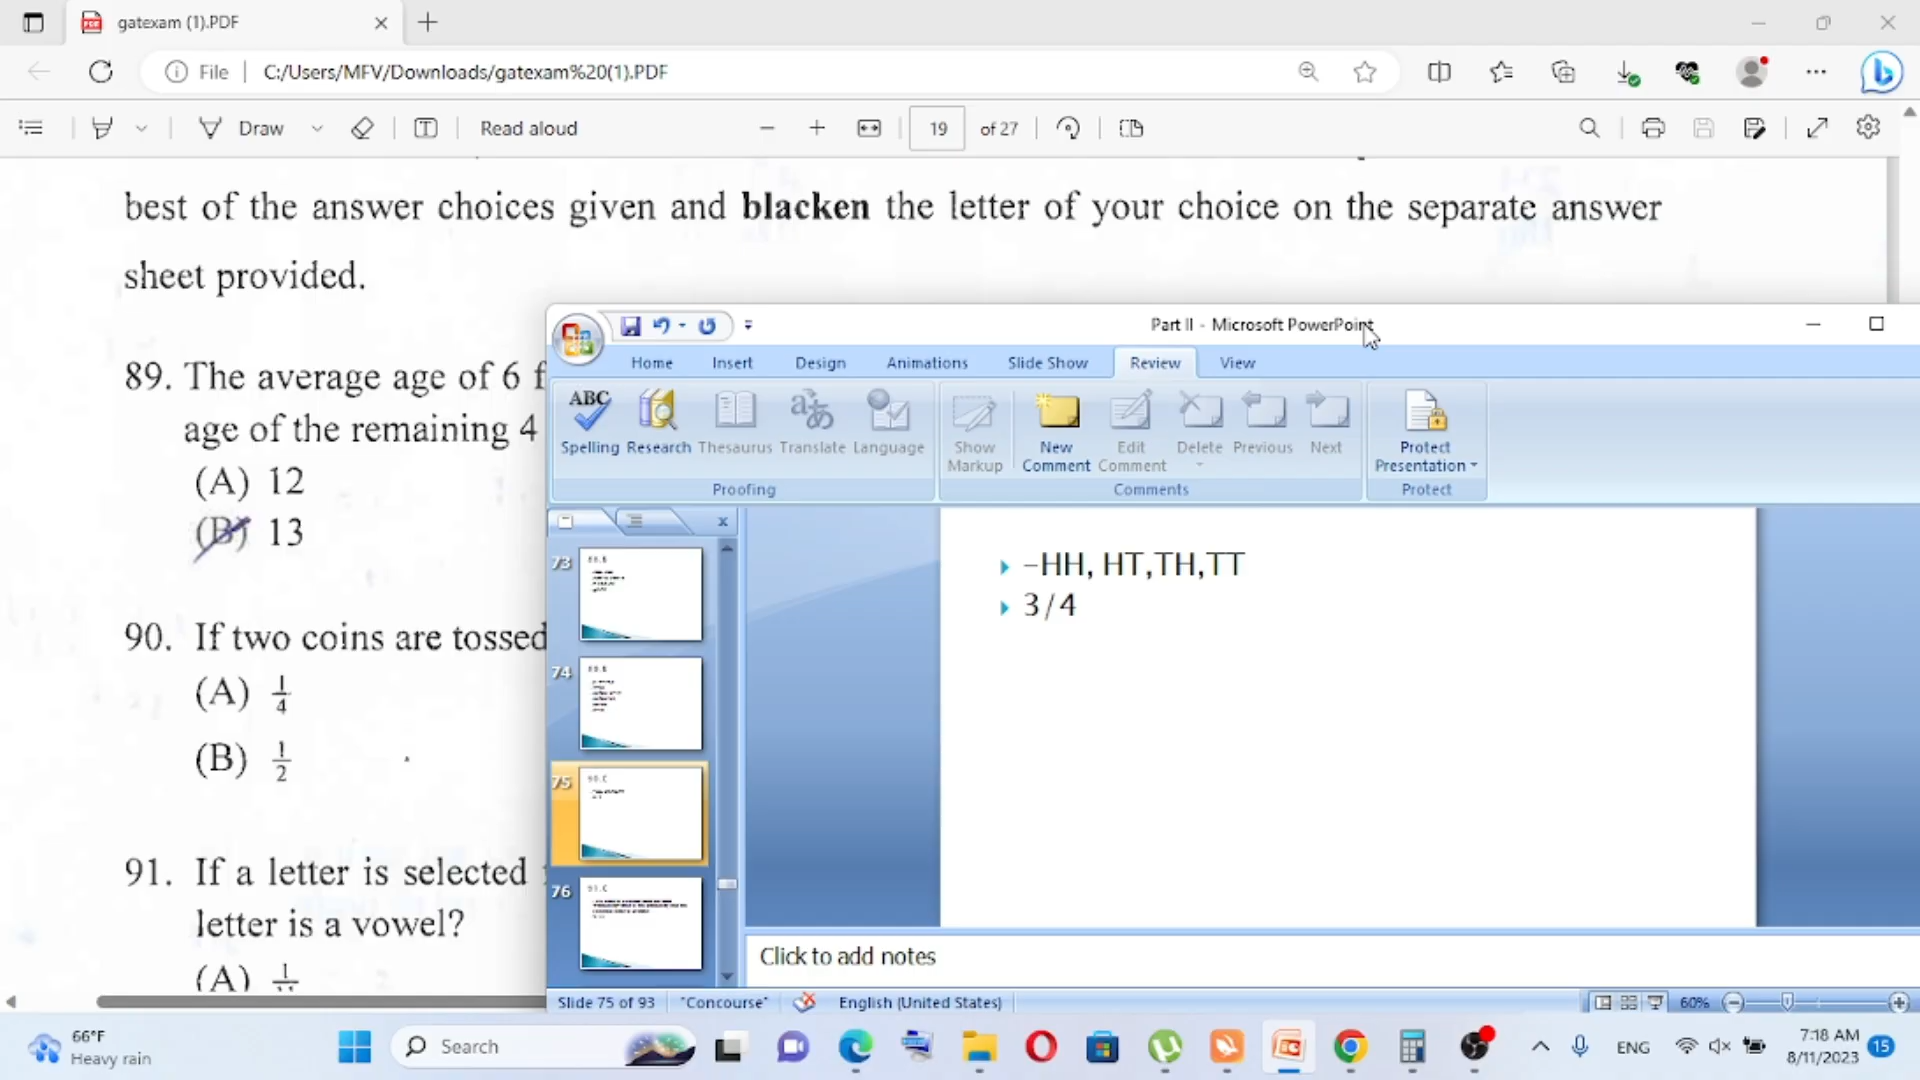 gatexam (1).PDF
File
C:/Users/MFV/Downloads/gatexam%20(1).PDF
Draw
Read aloud
19
of 27
best of the answer choices given and blacken the letter of your choice on the separate answer
sheet provided.
89. The average age of 6 f
age of the remaining 4
(A) 12
(B) 13
90. If two coins are tossed
(A) 1/4
(B) 1/2
91. If a letter is selected
letter is a vowel?
(A)
Part II - Microsoft PowerPoint
Home Insert Design Animations Slide Show Review View
ABC
Spelling Research Thesaurus Translate Language
Show Markup
New Comment
Edit Comment
Delete Previous Next
Protect Presentation
Proofing Comments Protect
73
74
75
76
-HH, HT,TH,TT
3/4
Click to add notes
Slide 75 of 93 "Concourse" English (United States) 60%
66°F
Heavy rain
Search
ENG
7:18 AM
8/11/2023
15